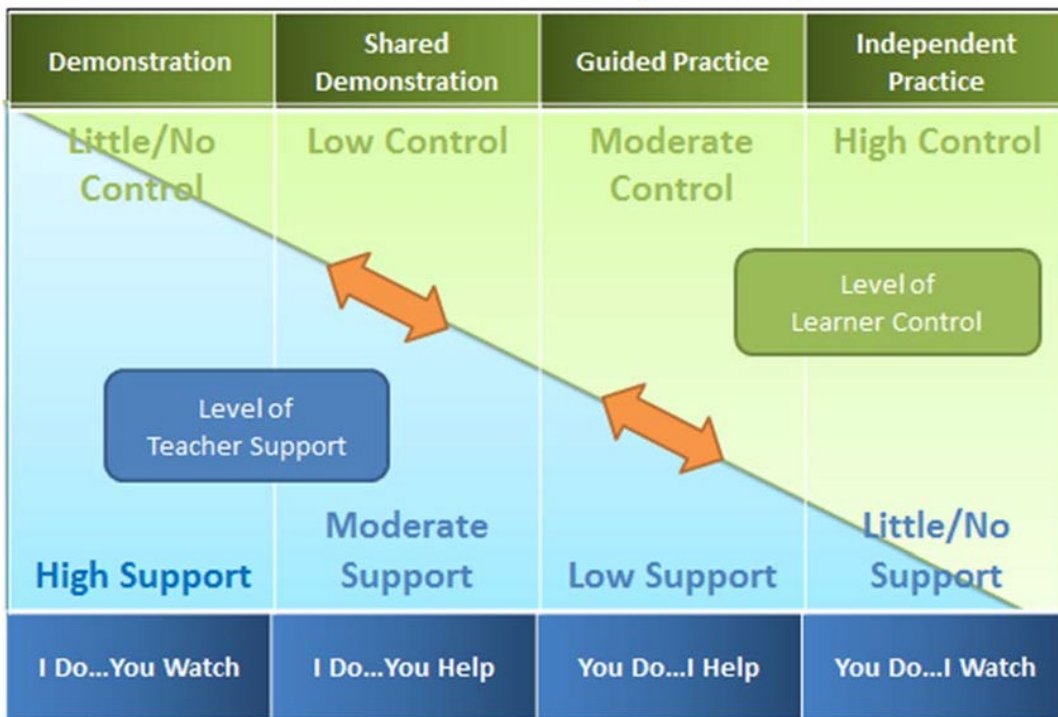 Demonstration
Shared
Demonstration
Guided Practice
Independent
Practice
Little/No
Control
Low Control
Moderate
Control
High Control
Level of
Learner Control
Level of
Teacher Support
High Support
Moderate
Support
Low Support
Little/No
Support
I Do...You Watch
I Do...You Help
You Do...I Help
You Do...I Watch